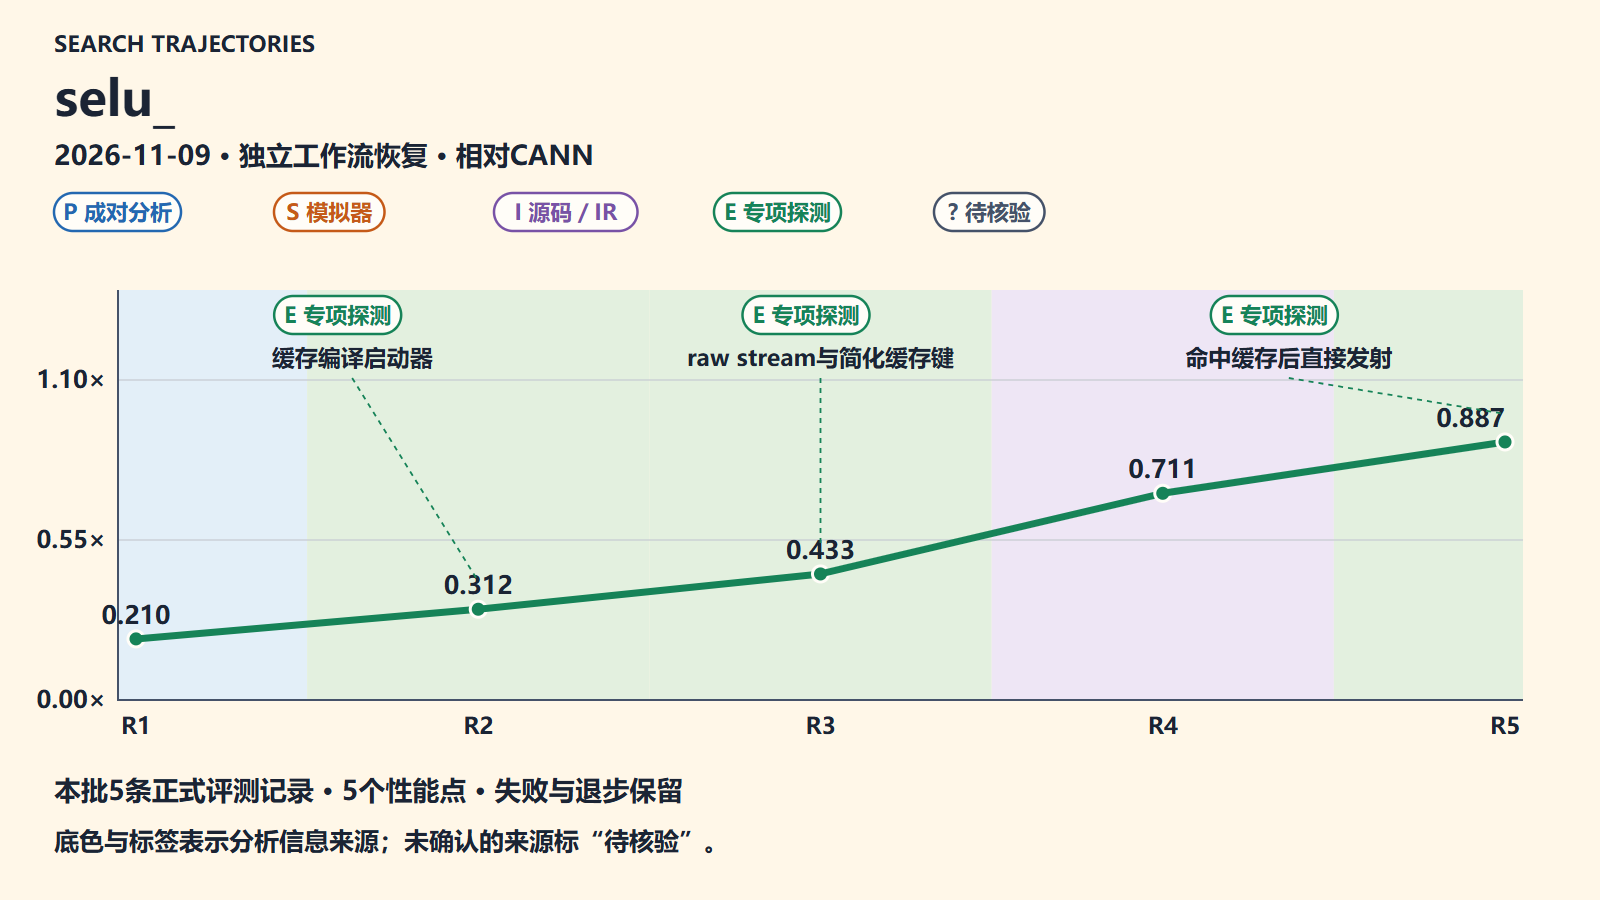 SEARCH TRAJECTORIES
selu_
2026-11-09 • 独立工作流恢复 • 相对CANN
P 成对分析
S 模拟器
I 源码 / IR
E 专项探测
? 待核验
E 专项探测
E 专项探测
E 专项探测
缓存编译启动器
raw stream与简化缓存键
命中缓存后直接发射
1.10×
0.887
0.711
0.55×
0.433
0.312
0.210
0.00×
R1
R2
R3
R4
R5
本批5条正式评测记录 • 5个性能点 • 失败与退步保留
底色与标签表示分析信息来源；未确认的来源标“待核验”。